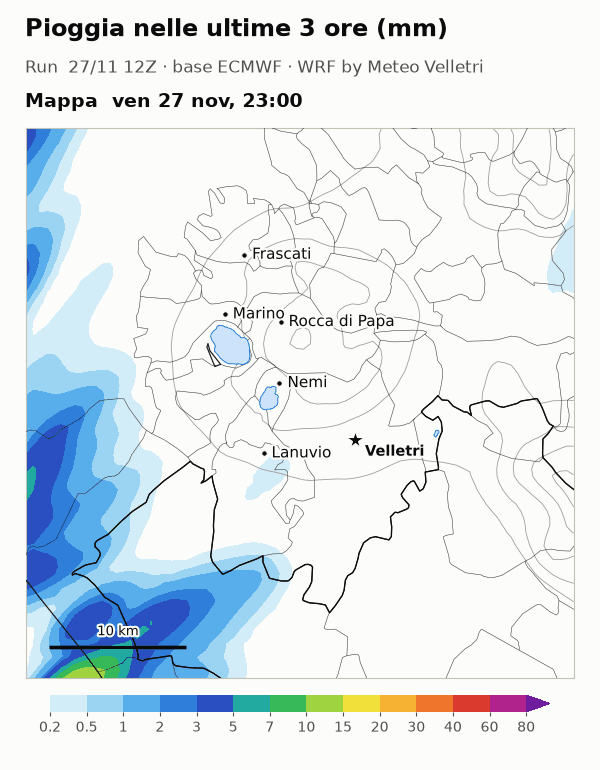 Pioggia nelle ultime 3 ore (mm)
Run  27/11 12Z · base ECMWF · WRF by Meteo Velletri
Mappa  ven 27 nov, 23:00
Frascati
Marino
Rocca di Papa
Nemi
Velletri
Lanuvio
10 km
0.2 0.5 1 2 3 5 7 10 15 20 30 40 60 80